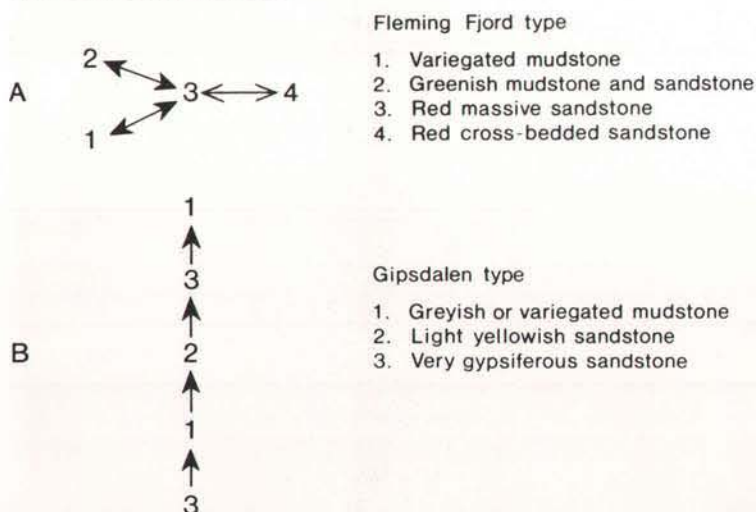 Fleming Fjord type
A
2
3
4
1
1. Variegated mudstone
2. Greenish mudstone and sandstone
3. Red massive sandstone
4. Red cross-bedded sandstone
B
1
3
2
1
3
Gipsdalen type
1. Greyish or variegated mudstone
2. Light yellowish sandstone
3. Very gypsiferous sandstone